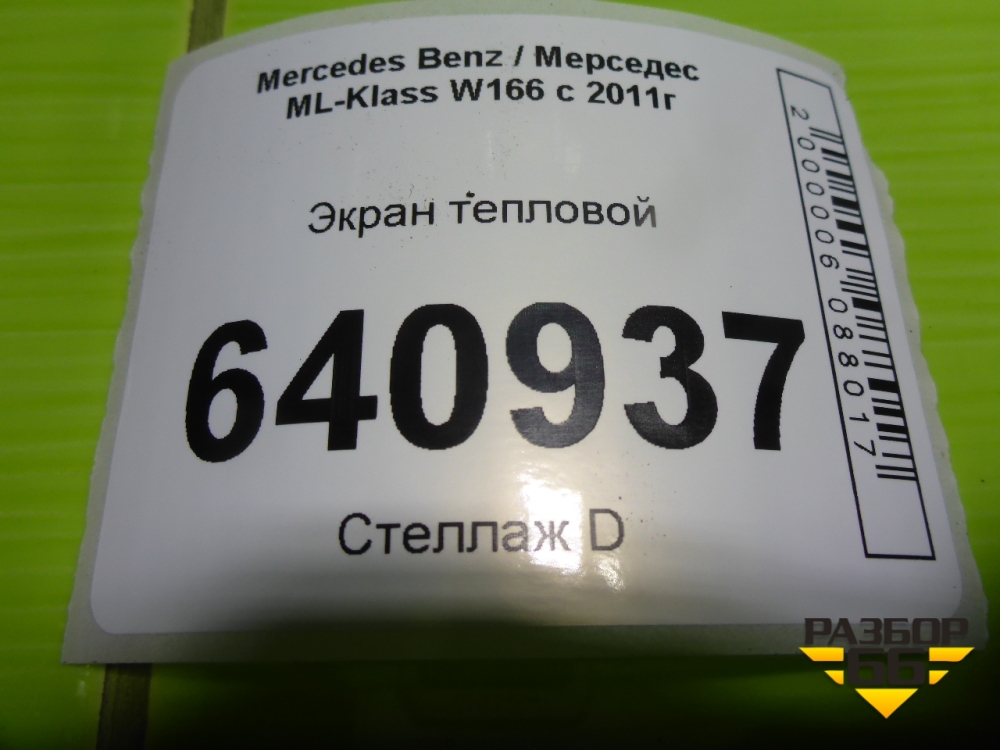 Mercedes Benz / Мерседес
ML-Klass W166 с 2011г
Экран тепловой
640937
Стеллаж D
2000006088017
РАЗБОР
66